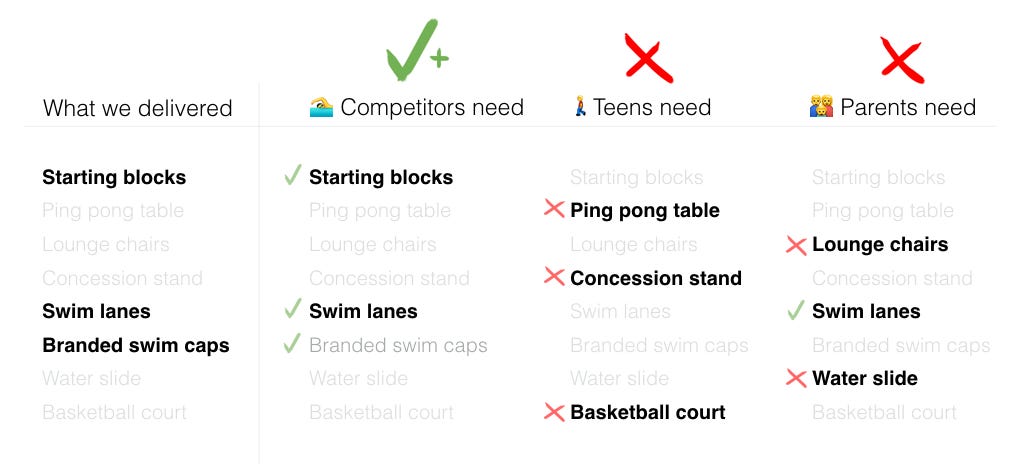 What we delivered Competitors need Teens need Parents need
Starting blocks Starting blocks Starting blocks Starting blocks
Ping pong table Ping pong table Ping pong table Ping pong table
Lounge chairs Lounge chairs Lounge chairs Lounge chairs
Concession stand Concession stand Concession stand Concession stand
Swim lanes Swim lanes Swim lanes Swim lanes
Branded swim caps Branded swim caps Branded swim caps Branded swim caps
Water slide Water slide Water slide Water slide
Basketball court Basketball court Basketball court Basketball court